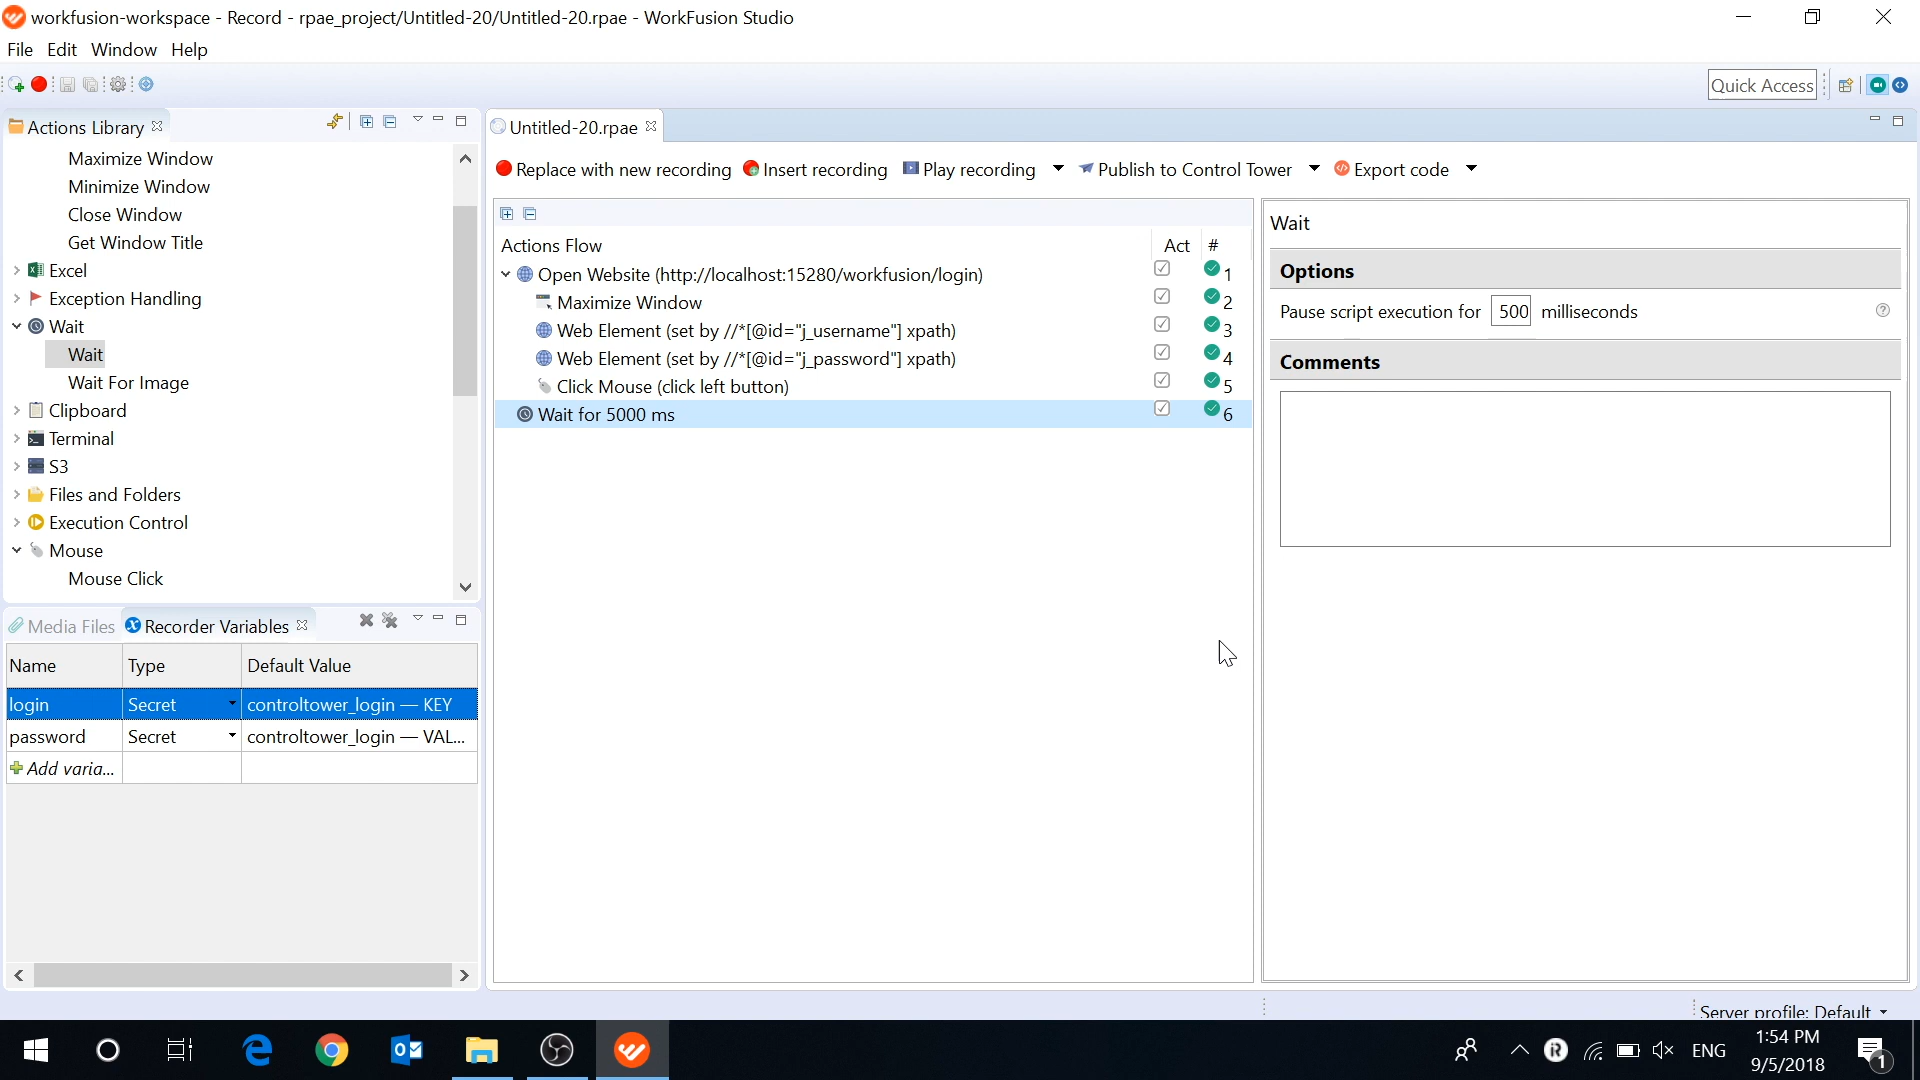 workfusion-workspace - Record - rpae_project/Untitled-20/Untitled-20.rpae - WorkFusion Studio
File Edit Window Help
Quick Access
Actions Library
Maximize Window
Minimize Window
Close Window
Get Window Title
Excel
Exception Handling
Wait
Wait
Wait For Image
Clipboard
Terminal
S3
Files and Folders
Execution Control
Mouse
Mouse Click
Media Files Recorder Variables
Name Type Default Value
login Secret controltower_login — KEY
password Secret controltower_login — VAL...
Add varia...
Untitled-20.rpae
Replace with new recording Insert recording Play recording Publish to Control Tower Export code
Actions Flow Act #
Open Website (http://localhost:15280/workfusion/login) 1
Maximize Window 2
Web Element (set by //*[@id="j_username"] xpath) 3
Web Element (set by //*[@id="j_password"] xpath) 4
Click Mouse (click left button) 5
Wait for 5000 ms 6
Wait
Options
Pause script execution for 500 milliseconds
Comments
Server profile: Default
ENG
1:54 PM
9/5/2018
1